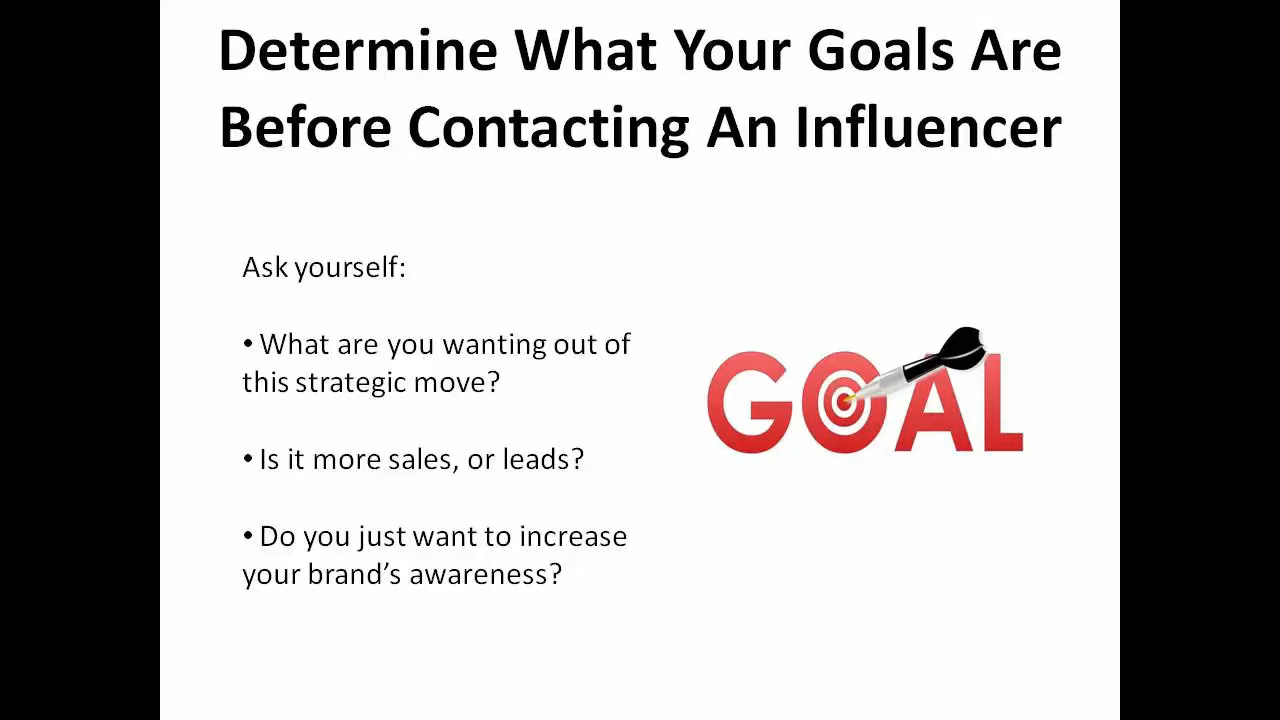 Determine What Your Goals Are
Before Contacting An Influencer
Ask yourself:
• What are you wanting out of
this strategic move?
• Is it more sales, or leads?
• Do you just want to increase
your brand’s awareness?
GOAL